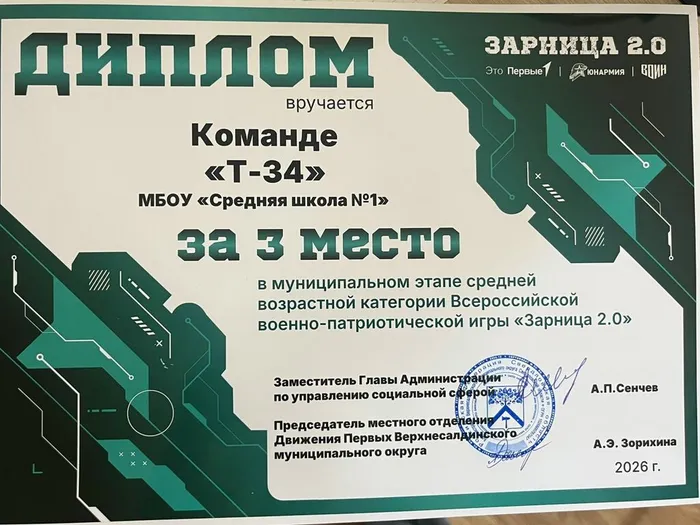 ДИПЛОМ
вручается
ЗАРНИЦА 2.0
Это Первые | ЮНАРМИЯ | ВОИН
Команде
«Т-34»
МБОУ «Средняя школа №1»
за 3 место
в муниципальном этапе средней
возрастной категории Всероссийской
военно-патриотической игры «Зарница 2.0»
Заместитель Главы Администрации
по управлению социальной сферой
А.П.Сенчев
Председатель местного отделения
Движения Первых Верхнесалдинского
муниципального округа
А.Э. Зорихина
2026 г.